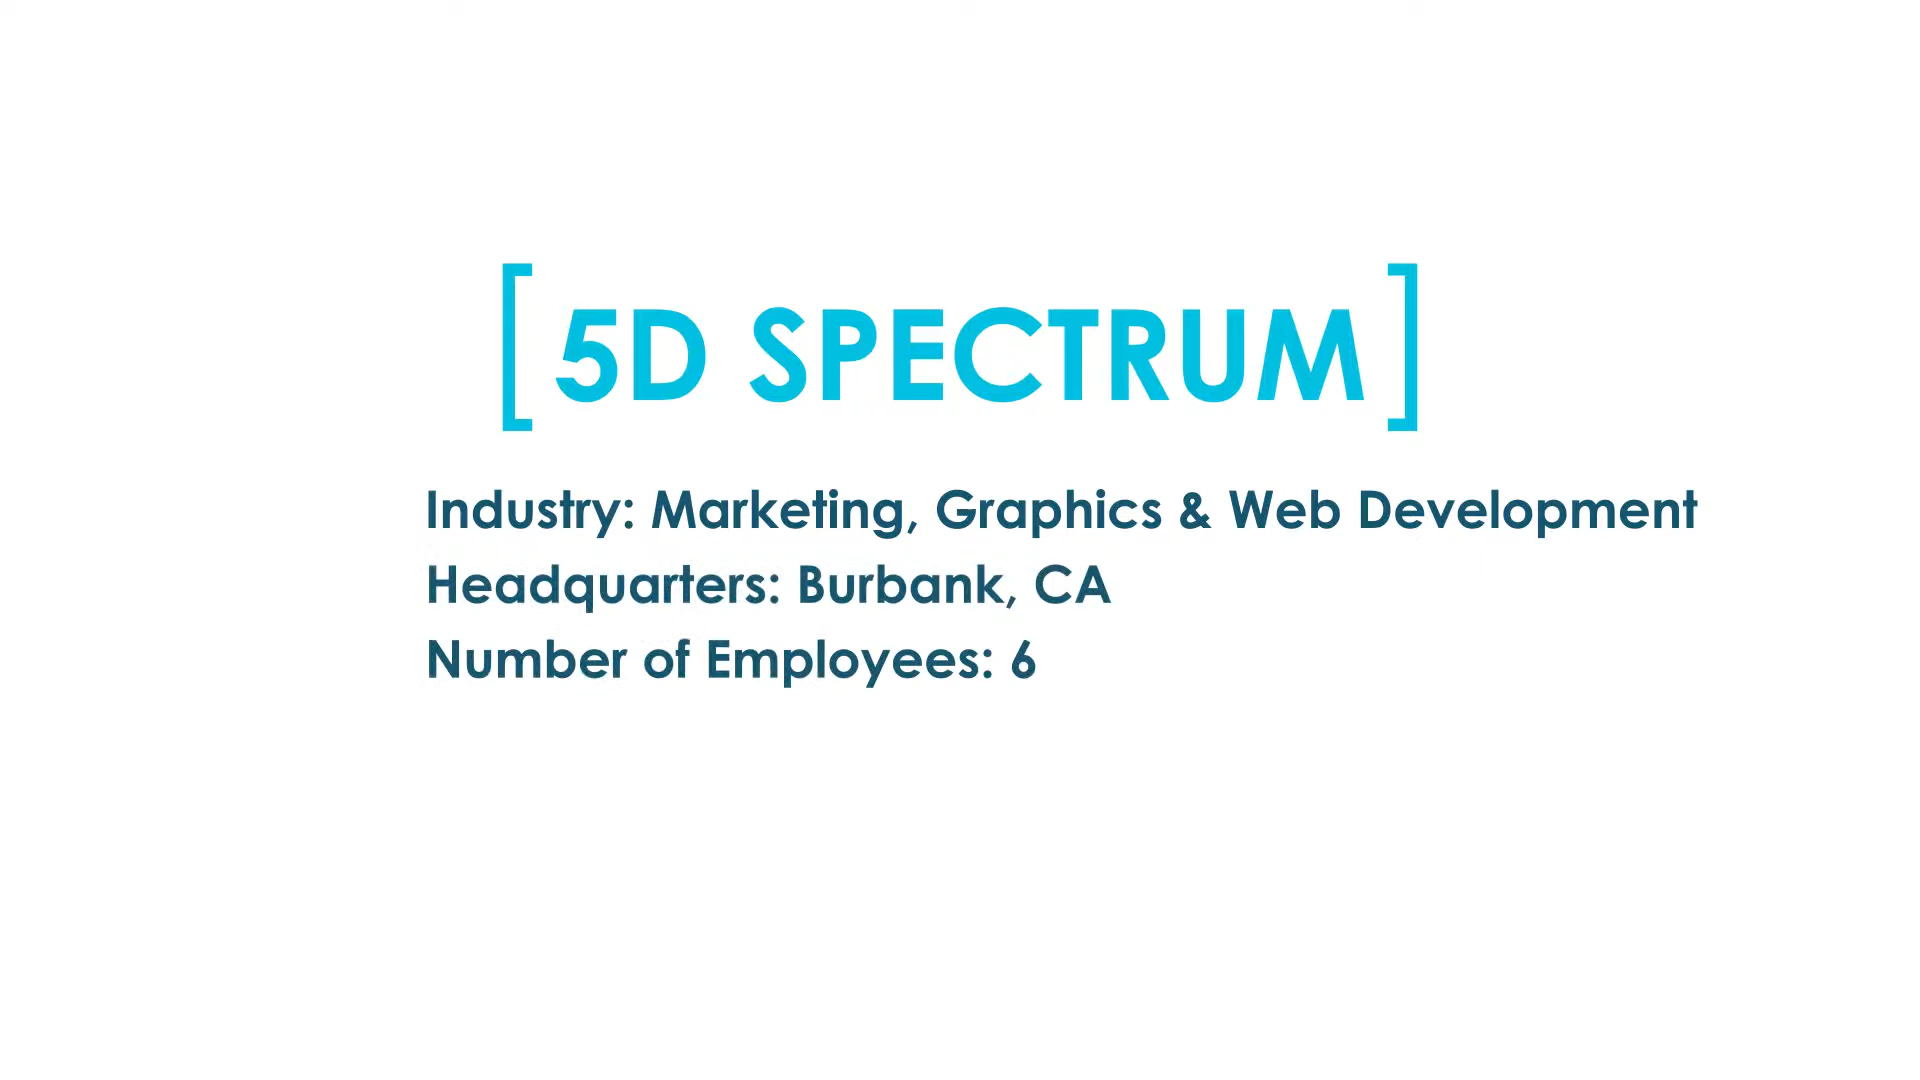 [5D SPECTRUM]
Industry: Marketing, Graphics & Web Development
Headquarters: Burbank, CA
Number of Employees: 6